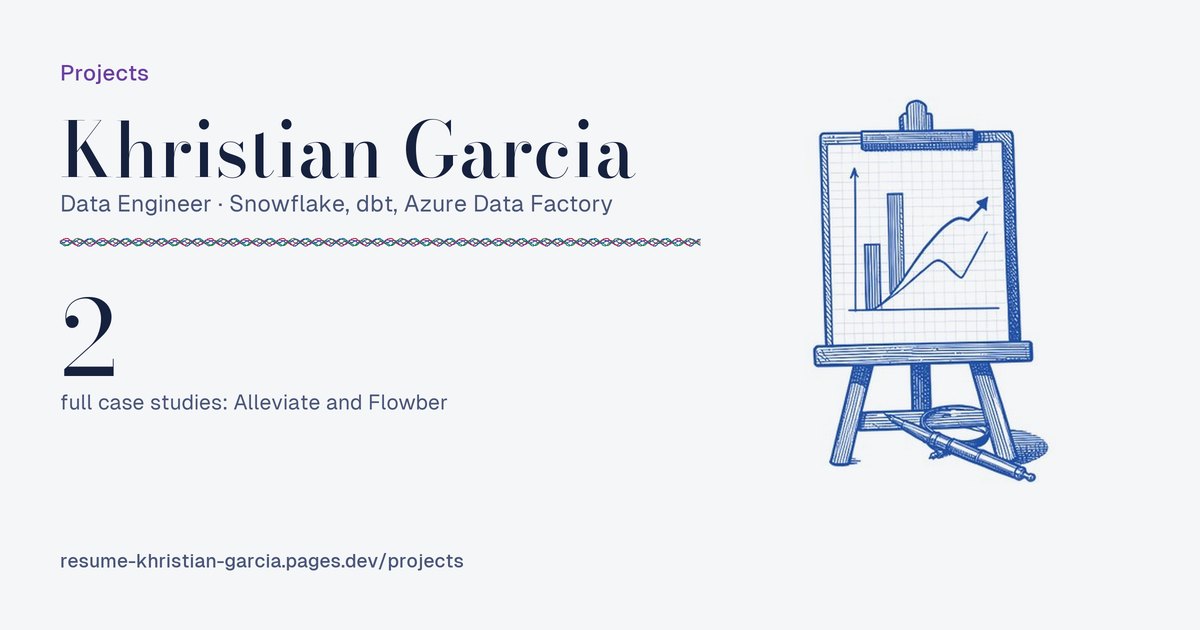 Projects
Khristian Garcia
Data Engineer · Snowflake, dbt, Azure Data Factory
2
full case studies: Alleviate and Flowber
resume-khristian-garcia.pages.dev/projects